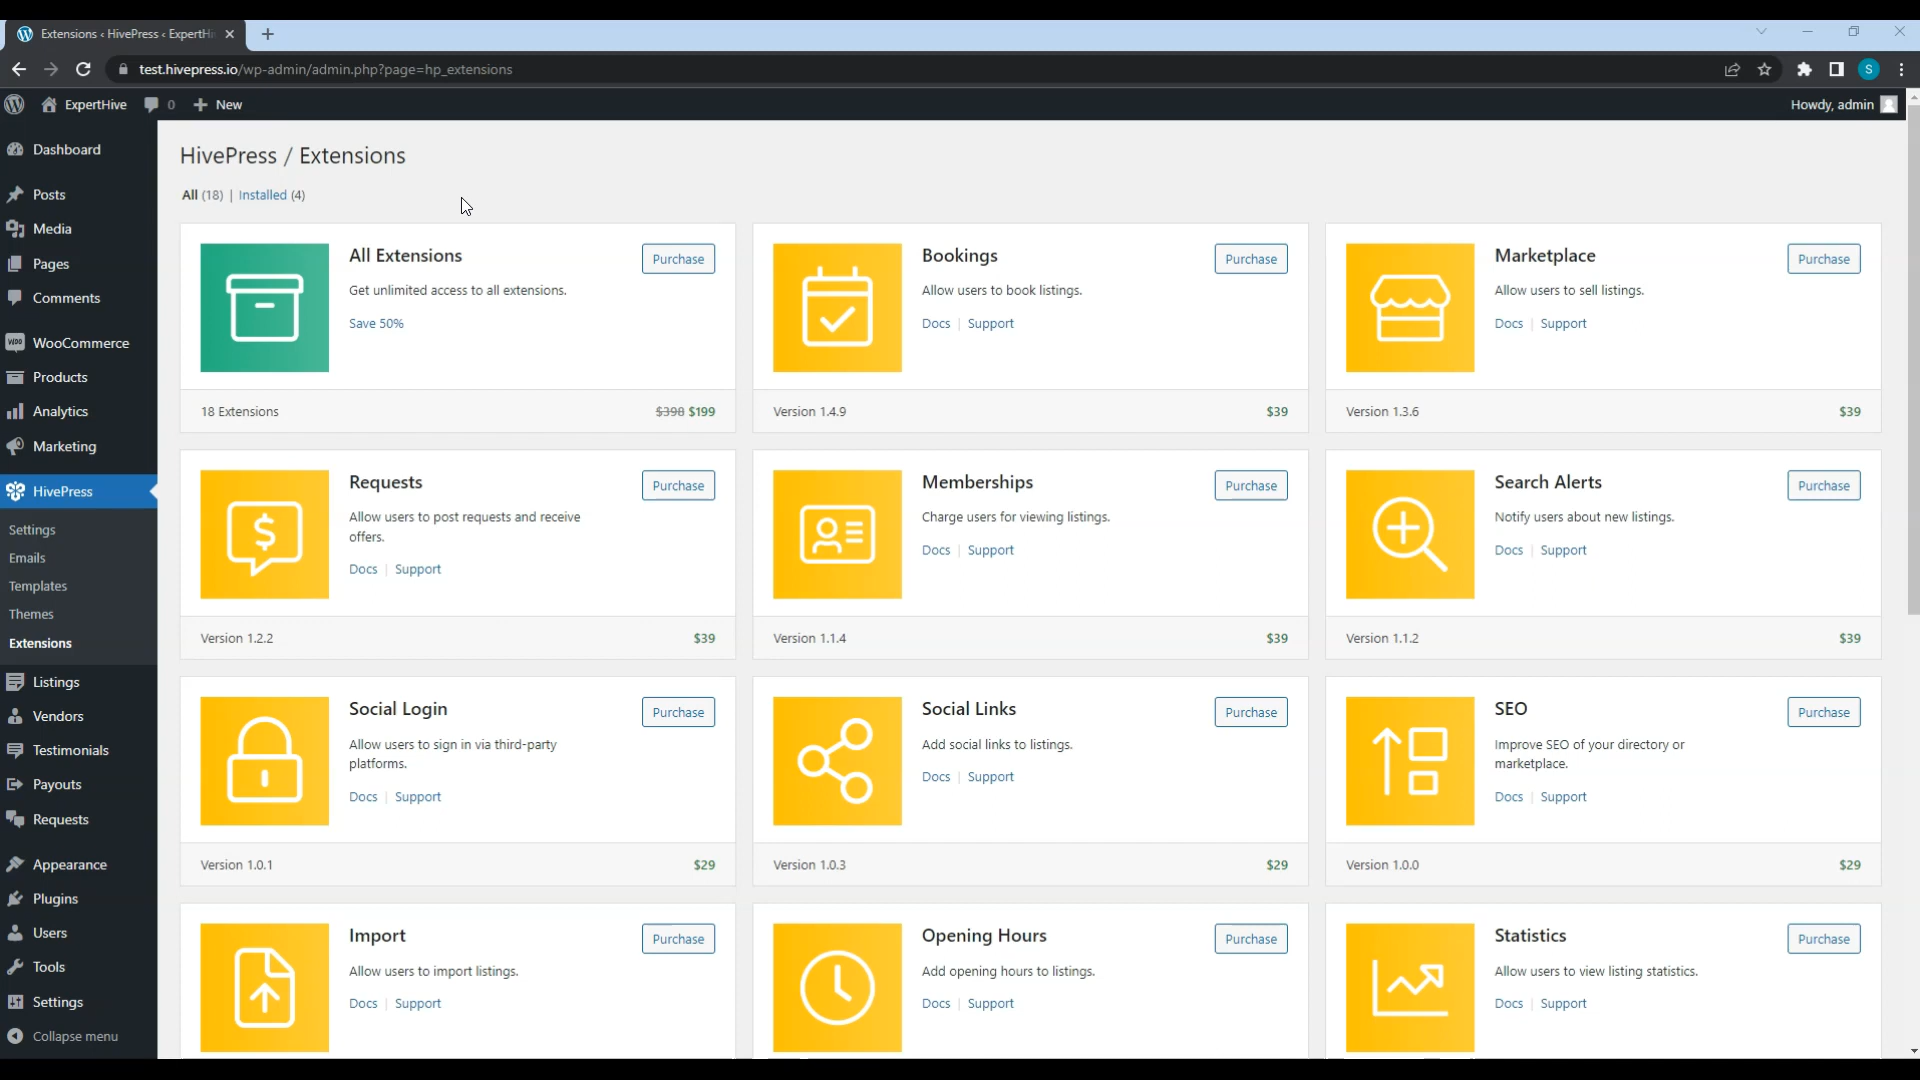 Extensions ‹ HivePress ‹ ExpertHi
test.hivepress.io/wp-admin/admin.php?page=hp_extensions
S
ExpertHive 0 New Howdy, admin
Dashboard
Posts
Media
Pages
Comments
WooCommerce
Products
Analytics
Marketing
HivePress
Settings
Emails
Templates
Themes
Extensions
Listings
Vendors
Testimonials
Payouts
Requests
Appearance
Plugins
Users
Tools
Settings
Collapse menu
HivePress / Extensions
All (18) | Installed (4)
All Extensions
Purchase
Get unlimited access to all extensions.
Save 50%
18 Extensions $398 $199
Bookings
Purchase
Allow users to book listings.
Docs | Support
Version 1.4.9 $39
Marketplace
Purchase
Allow users to sell listings.
Docs | Support
Version 1.3.6 $39
Requests
Purchase
Allow users to post requests and receive
offers.
Docs | Support
Version 1.2.2 $39
Memberships
Purchase
Charge users for viewing listings.
Docs | Support
Version 1.1.4 $39
Search Alerts
Purchase
Notify users about new listings.
Docs | Support
Version 1.1.2 $39
Social Login
Purchase
Allow users to sign in via third-party
platforms.
Docs | Support
Version 1.0.1 $29
Social Links
Purchase
Add social links to listings.
Docs | Support
Version 1.0.3 $29
SEO
Purchase
Improve SEO of your directory or
marketplace.
Docs | Support
Version 1.0.0 $29
Import
Purchase
Allow users to import listings.
Docs | Support
Opening Hours
Purchase
Add opening hours to listings.
Docs | Support
Statistics
Purchase
Allow users to view listing statistics.
Docs | Support